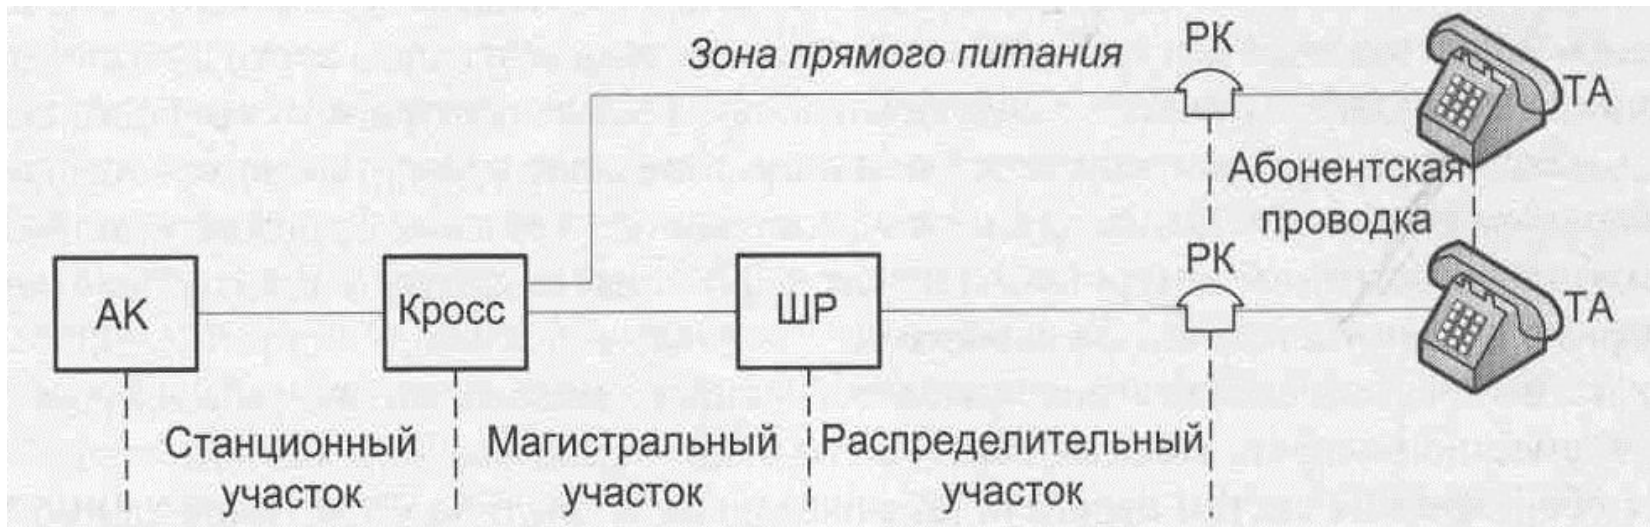 Зона прямого питания
РК
ТА
Абонентская
проводка
АК
Кросс
ШР
РК
ТА
Станционный
участок
Магистральный
участок
Распределительный
участок